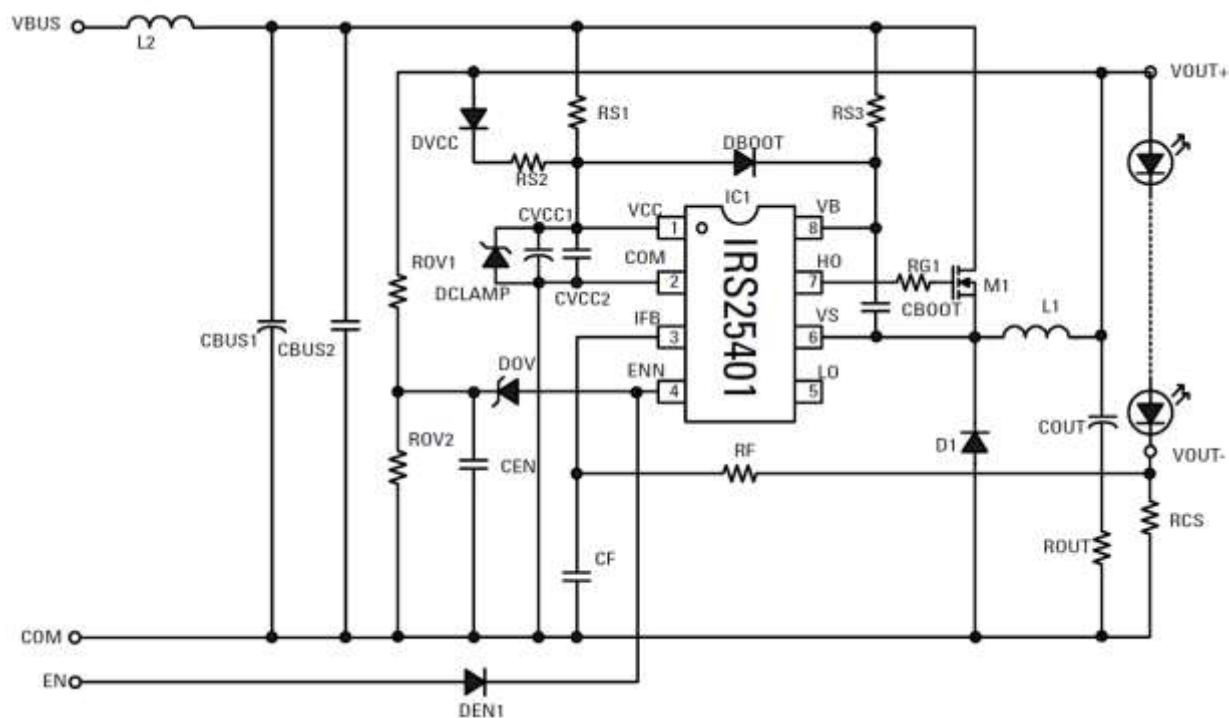 VBUS
L2
VOUT+
RS1
RS3
DVCC
DBOOT
RS2
IC1
CVCC1
VCC
VB
1
8
COM
HO
RG1
ROV1
2
7
M1
DCLAMP
CVCC2
CBOOT
L1
IFB
VS
IRS25401
3
6
CBUS1
CBUS2
DOV
ENN
LO
4
5
COUT
ROV2
CEN
RF
D1
VOUT-
RCS
ROUT
CF
COM
EN
DEN1